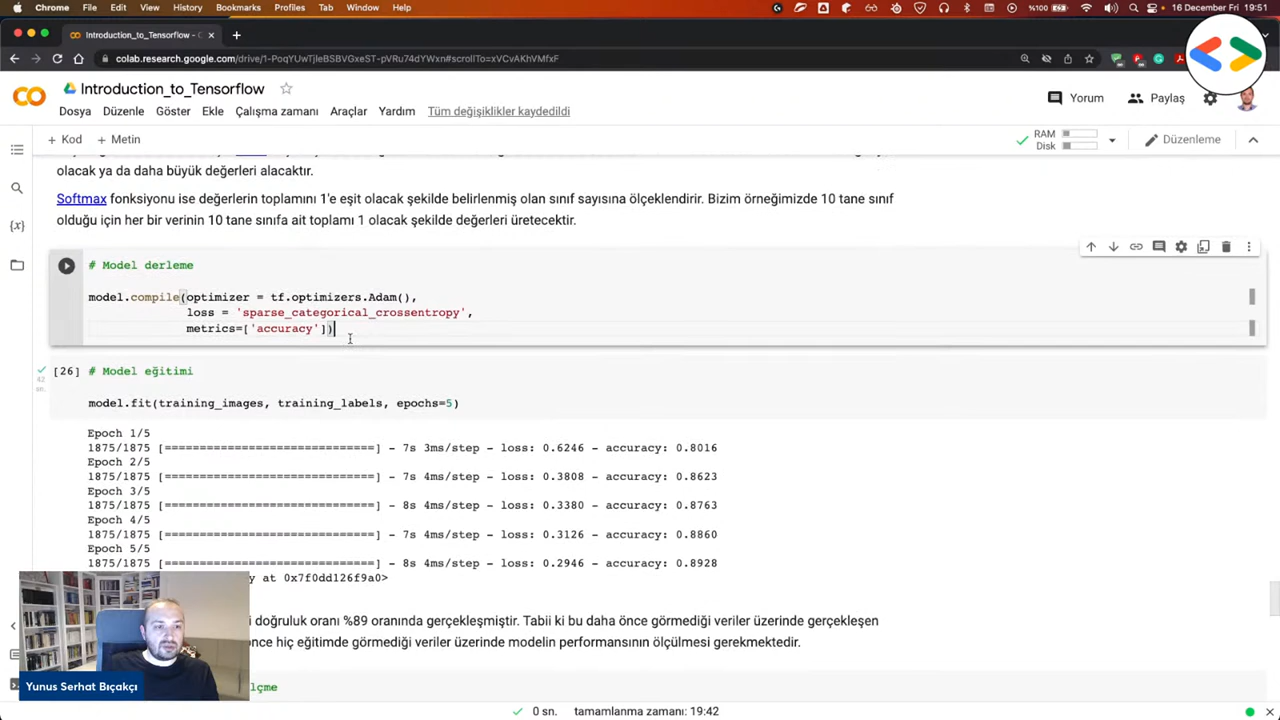 Chrome File Edit View History Bookmarks Profiles Tab Window Help %100 16 December Fri 19:51
Introduction_to_Tensorflow - C
colab.research.google.com/drive/1-PoqYUwTjleBSBVGxeST-pVRu74dYWxn#scrollTo=xVCvAKhVMfxF
Introduction_to_Tensorflow
Dosya Düzenle Göster Ekle Çalışma zamanı Araçlar Yardım Tüm değişiklikler kaydedildi
Yorum Paylaş
+ Kod + Metin
RAM
Disk
Düzenleme
olacak ya da daha büyük değerleri alacaktır.
Softmax fonksiyonu ise değerlerin toplamını 1'e eşit olacak şekilde belirlenmiş olan sınıf sayısına ölçeklendirir. Bizim örneğimizde 10 tane sınıf
olduğu için her bir verinin 10 tane sınıfa ait toplamı 1 olacak şekilde değerleri üretecektir.
# Model derleme
model.compile(optimizer = tf.optimizers.Adam(),
loss = 'sparse_categorical_crossentropy',
metrics=['accuracy'])
[26] # Model eğitimi
42
sn.
model.fit(training_images, training_labels, epochs=5)
Epoch 1/5
1875/1875 [==============================] - 7s 3ms/step - loss: 0.6246 - accuracy: 0.8016
Epoch 2/5
1875/1875 [==============================] - 7s 4ms/step - loss: 0.3808 - accuracy: 0.8623
Epoch 3/5
1875/1875 [==============================] - 8s 4ms/step - loss: 0.3380 - accuracy: 0.8763
Epoch 4/5
1875/1875 [==============================] - 7s 4ms/step - loss: 0.3126 - accuracy: 0.8860
Epoch 5/5
1875/1875 [==============================] - 8s 4ms/step - loss: 0.2946 - accuracy: 0.8928
y at 0x7f0dd126f9a0>
i doğruluk oranı %89 oranında gerçekleşmiştir. Tabii ki bu daha önce görmediği veriler üzerinde gerçekleşen
önce hiç eğitimde görmediği veriler üzerinde modelin performansının ölçülmesi gerekmektedir.
lçme
Yunus Serhat Bıçakçı
0 sn. tamamlanma zamanı: 19:42